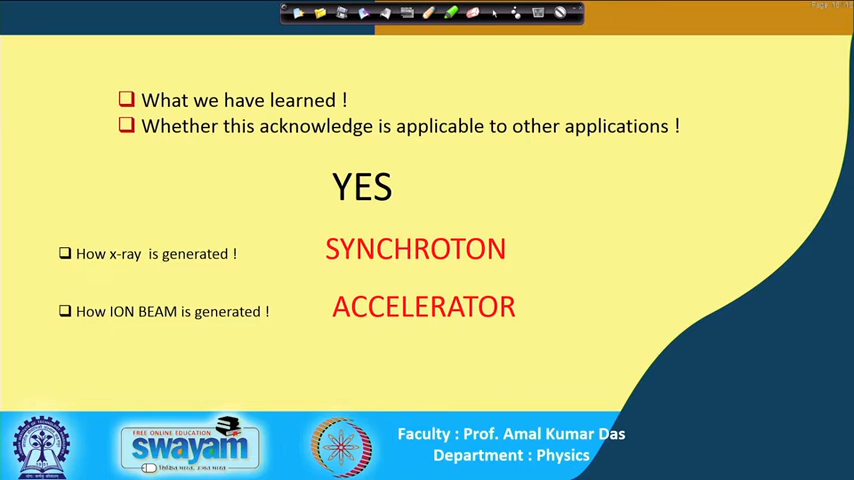 What we have learned !
Whether this acknowledge is applicable to other applications !
YES
How x-ray is generated !
SYNCHROTON
How ION BEAM is generated !
ACCELERATOR
FREE ONLINE EDUCATION
swayam
Faculty : Prof. Amal Kumar Das
Department : Physics